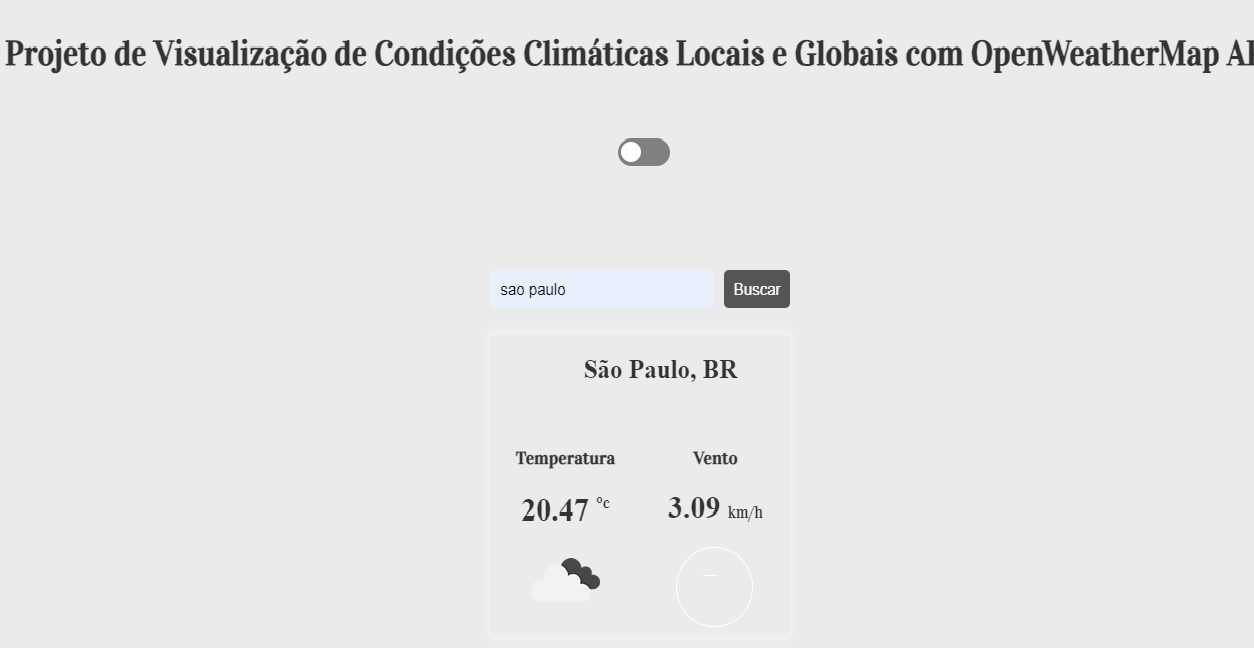 Projeto de Visualização de Condições Climáticas Locais e Globais com OpenWeatherMap
sao paulo
Buscar
São Paulo, BR
Temperatura
Vento
20.47 °c
3.09 km/h